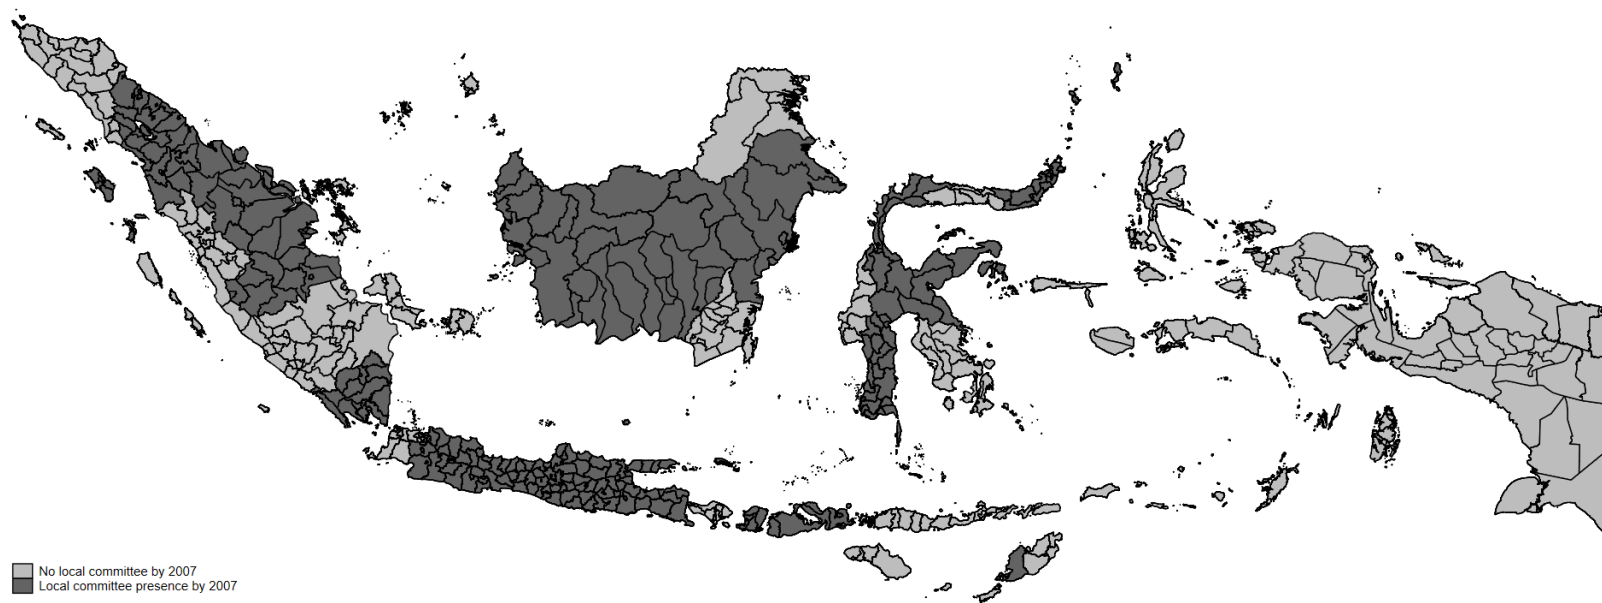 No local committee by 2007
Local committee presence by 2007